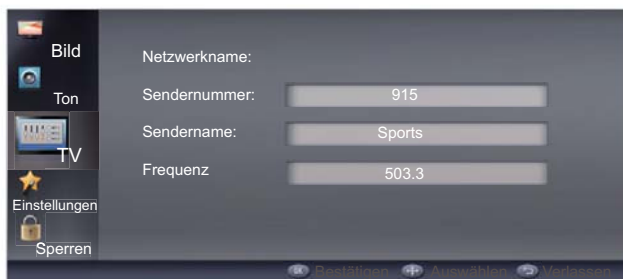 Bild
Ton
TV
Einstellungen
Sperren
Netzwerkname:
Sendernummer: 915
Sendername: Sports
Frequenz 503.3
OK Bestätigen Auswählen Verlassen